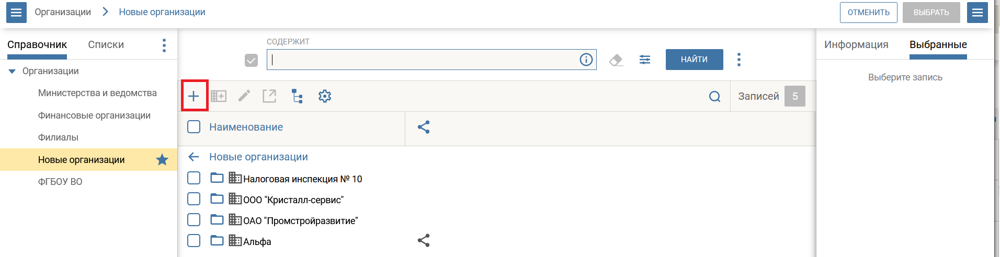 Организации Новые организации ОТМЕНИТЬ ВЫБРАТЬ
Справочник Списки
Организации
Министерства и ведомства
Финансовые организации
Филиалы
Новые организации
ФГБОУ ВО
СОДЕРЖИТ
НАЙТИ
Записей 5
Наименование
Новые организации
Налоговая инспекция № 10
ООО "Кристалл-сервис"
ОАО "Промстройразвитие"
Альфа
Информация Выбранные
Выберите запись